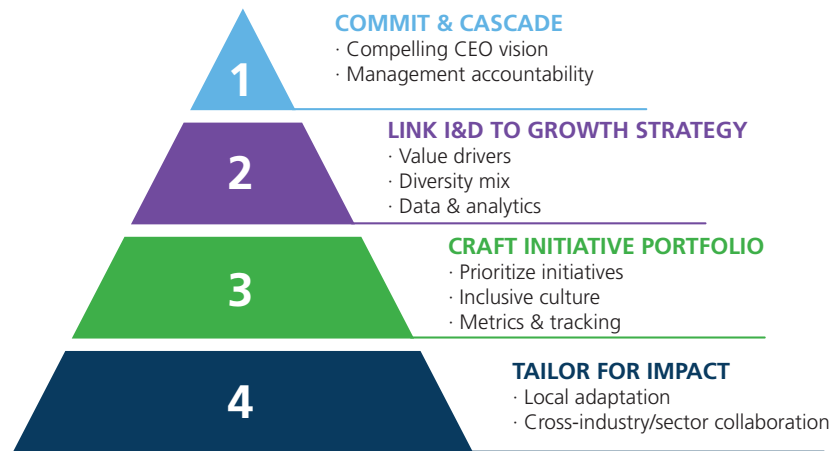 1
COMMIT & CASCADE
· Compelling CEO vision
· Management accountability
2
LINK I&D TO GROWTH STRATEGY
· Value drivers
· Diversity mix
· Data & analytics
3
CRAFT INITIATIVE PORTFOLIO
· Prioritize initiatives
· Inclusive culture
· Metrics & tracking
4
TAILOR FOR IMPACT
· Local adaptation
· Cross-industry/sector collaboration